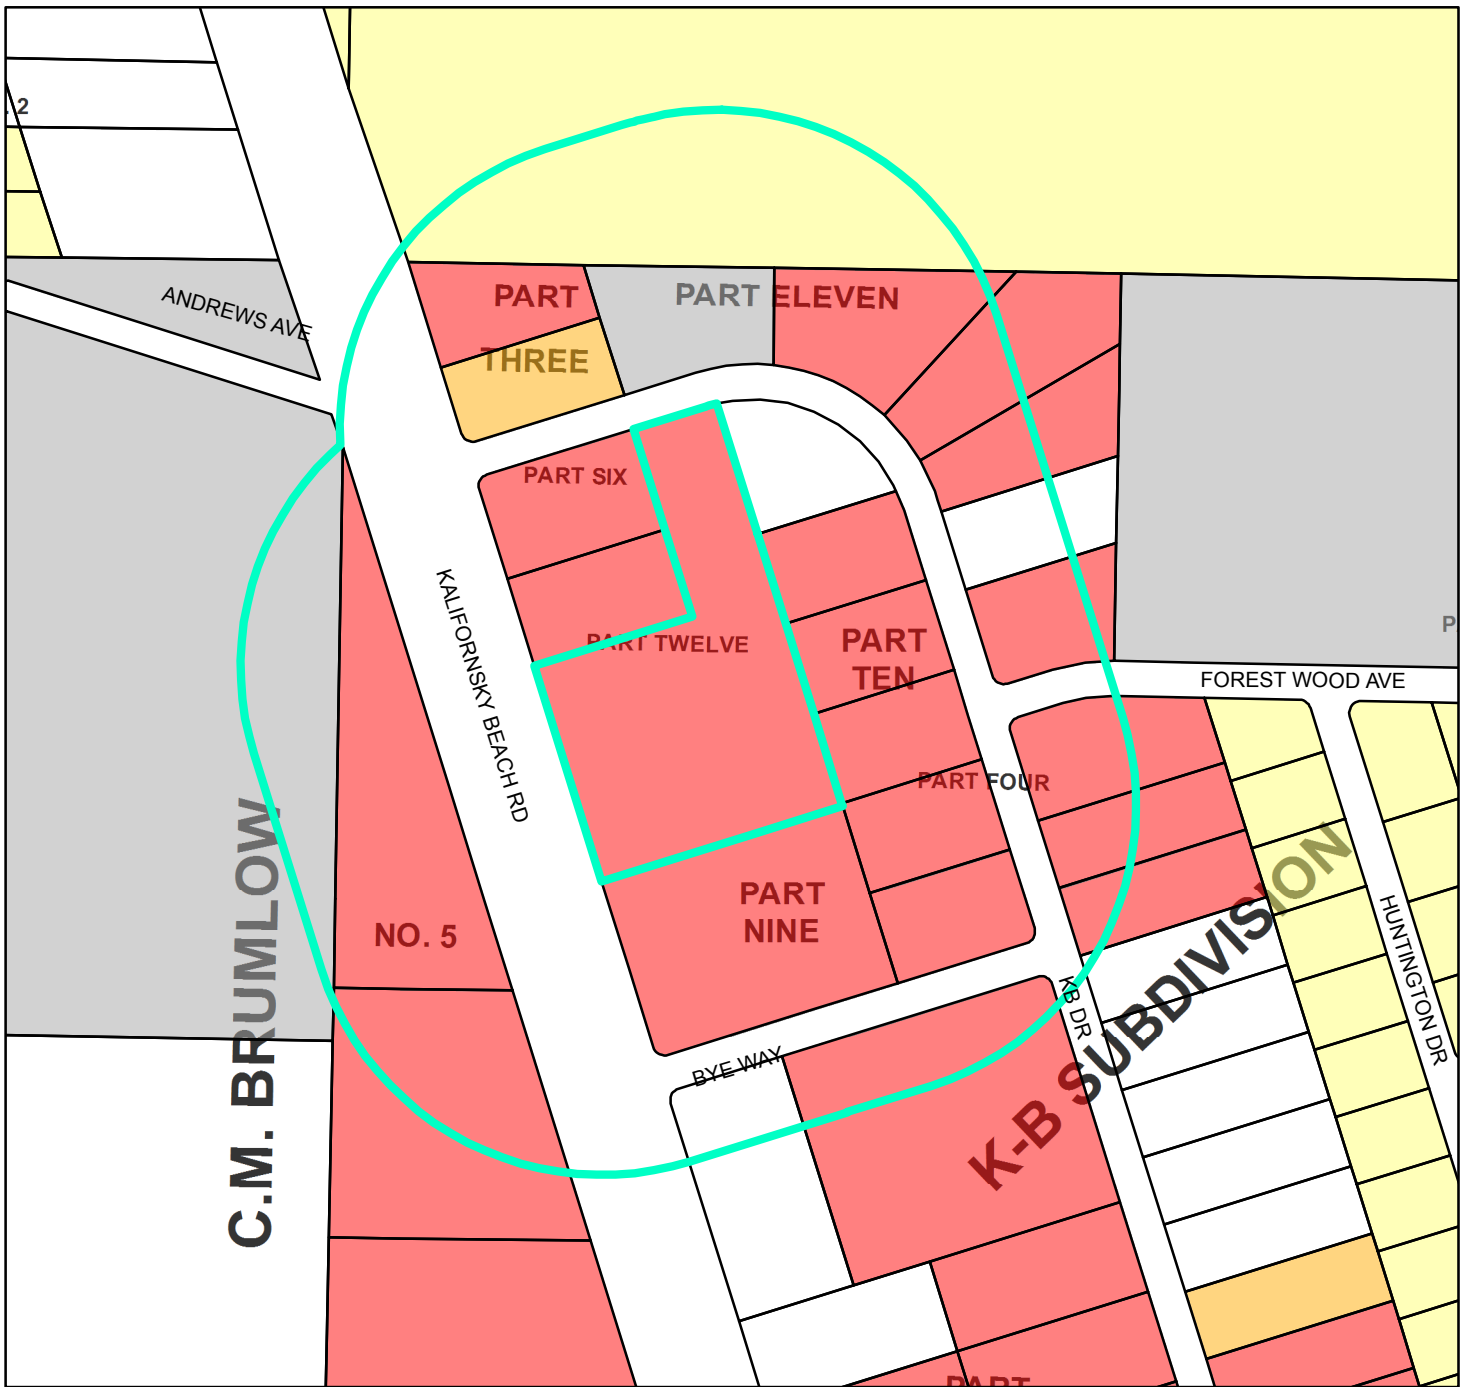 . 2
ANDREWS AVE
PART
PART ELEVEN
THREE
PART SIX
KALIFORNSKY BEACH RD
PART TWELVE
PART
TEN
P
FOREST WOOD AVE
PART FOUR
C.M. BRUMLOW
NO. 5
PART
NINE
K-B SUBDIVISION
HUNTINGTON DR
KB DR
BYE WAY
PART